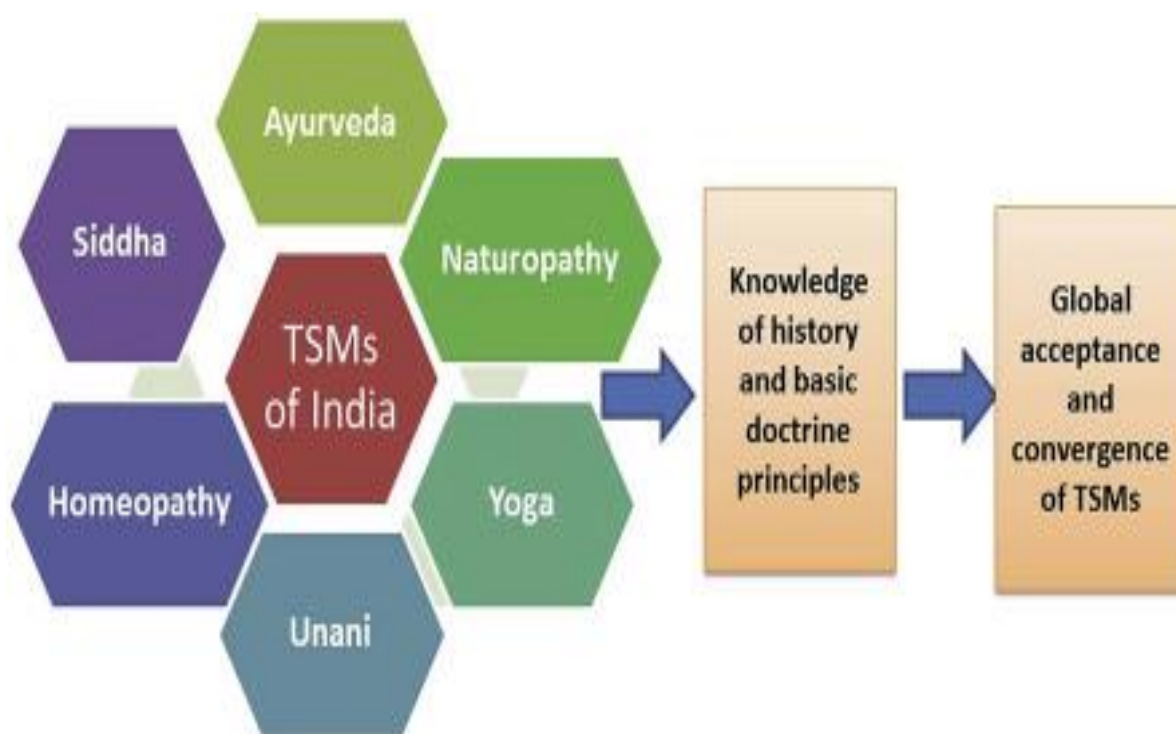 Ayurveda
Siddha
Naturopathy
TSMs
of India
Homeopathy
Yoga
Unani
Knowledge
of history
and basic
doctrine
principles
Global
acceptance
and
convergence
of TSMs